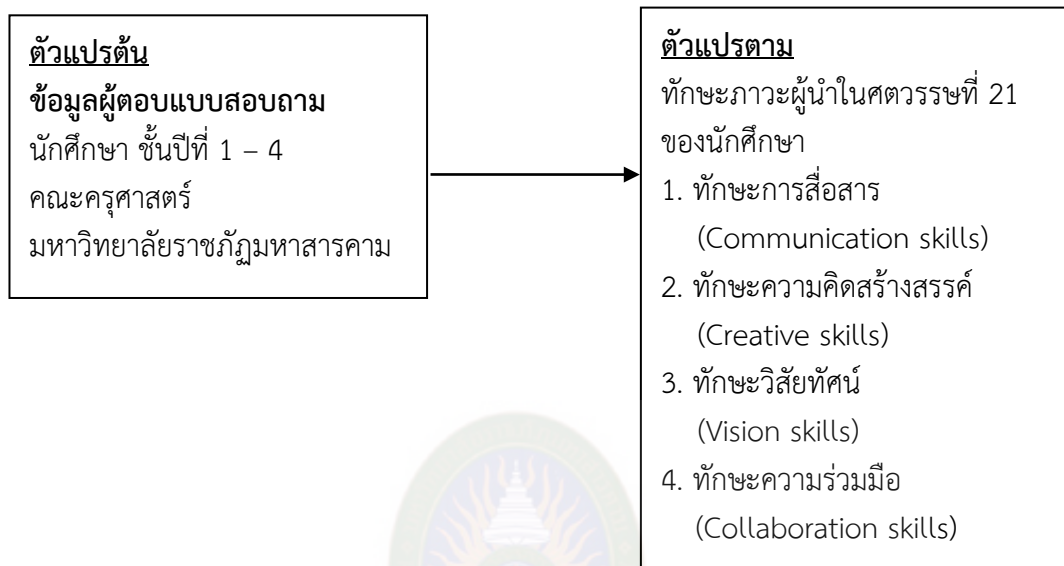 ตัวแปรต้น
ข้อมูลผู้ตอบแบบสอบถาม
นักศึกษา ชั้นปีที่ 1 – 4
คณะครุศาสตร์
มหาวิทยาลัยราชภัฏมหาสารคาม
ตัวแปรตาม
ทักษะภาวะผู้นำในศตวรรษที่ 21
ของนักศึกษา
1. ทักษะการสื่อสาร
(Communication skills)
2. ทักษะความคิดสร้างสรรค์
(Creative skills)
3. ทักษะวิสัยทัศน์
(Vision skills)
4. ทักษะความร่วมมือ
(Collaboration skills)